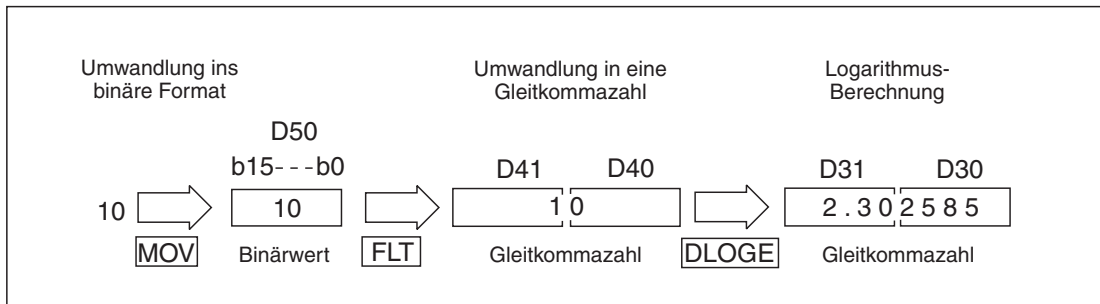 Umwandlung ins
binäre Format
Umwandlung in eine
Gleitkommazahl
Logarithmus-
Berechnung
D50
b15---b0
D41 D40
D31 D30
10
10
10
2.302585
MOV
Binärwert
FLT
Gleitkommazahl
DLOGE
Gleitkommazahl